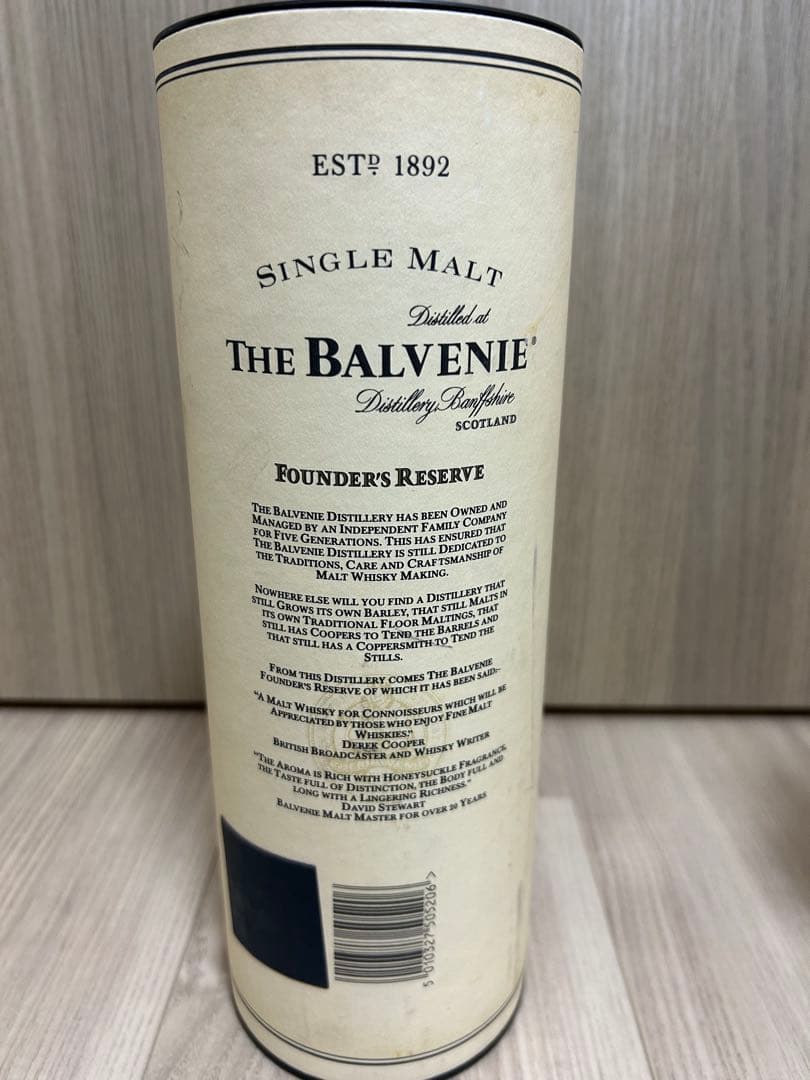 ESTD 1892
SINGLE MALT
Distilled at
THE BALVENIE®
Distillery, Banffshire
SCOTLAND
FOUNDER'S RESERVE
THE BALVENIE DISTILLERY HAS BEEN OWNED AND
MANAGED BY AN INDEPENDENT FAMILY COMPANY
FOR FIVE GENERATIONS. THIS HAS ENSURED THAT
THE BALVENIE DISTILLERY IS STILL DEDICATED TO
THE TRADITIONS, CARE AND CRAFTSMANSHIP OF
MALT WHISKY MAKING.
NOWHERE ELSE WILL YOU FIND A DISTILLERY THAT
STILL GROWS ITS OWN BARLEY, THAT STILL MALTS IN
ITS OWN TRADITIONAL FLOOR MALTINGS, THAT
STILL HAS COOPERS TO TEND THE BARRELS AND
THAT STILL HAS A COPPERSMITH TO TEND THE
STILLS.
FROM THIS DISTILLERY COMES THE BALVENIE
FOUNDER'S RESERVE OF WHICH IT HAS BEEN SAID:-
"A MALT WHISKY FOR CONNOISSEURS WHICH WILL BE
APPRECIATED BY THOSE WHO ENJOY FINE MALT
WHISKIES."
DEREK COOPER
BRITISH BROADCASTER AND WHISKY WRITER
"THE AROMA IS RICH WITH HONEYSUCKLE FRAGRANCE,
THE TASTE FULL OF DISTINCTION, THE BODY FULL AND
LONG WITH A LINGERING RICHNESS."
DAVID STEWART
BALVENIE MALT MASTER FOR OVER 20 YEARS
5 010327 505206 >